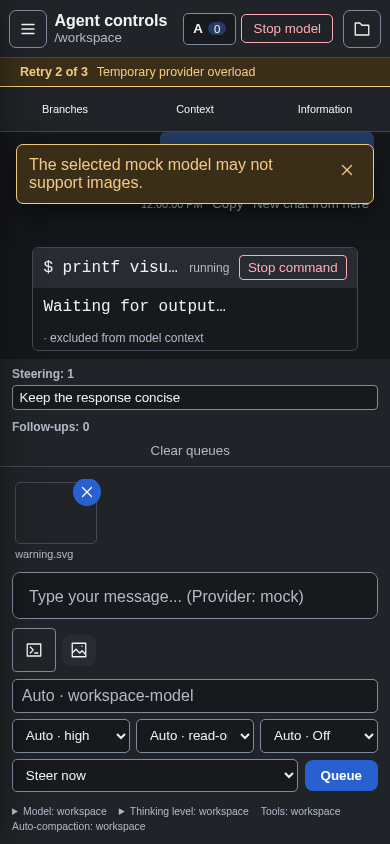 Agent controls
/workspace
A 0
Stop model
Retry 2 of 3 Temporary provider overload
Branches Context Information
The selected mock model may not
support images.
12:00:00 PM Copy New chat from here
$ printf visu… running Stop command
Waiting for output…
· excluded from model context
Steering: 1
Keep the response concise
Follow-ups: 0
Clear queues
warning.svg
Type your message... (Provider: mock)
Auto · workspace-model
Auto · high Auto · read-o Auto · Off
Steer now Queue
Model: workspace Thinking level: workspace Tools: workspace
Auto-compaction: workspace